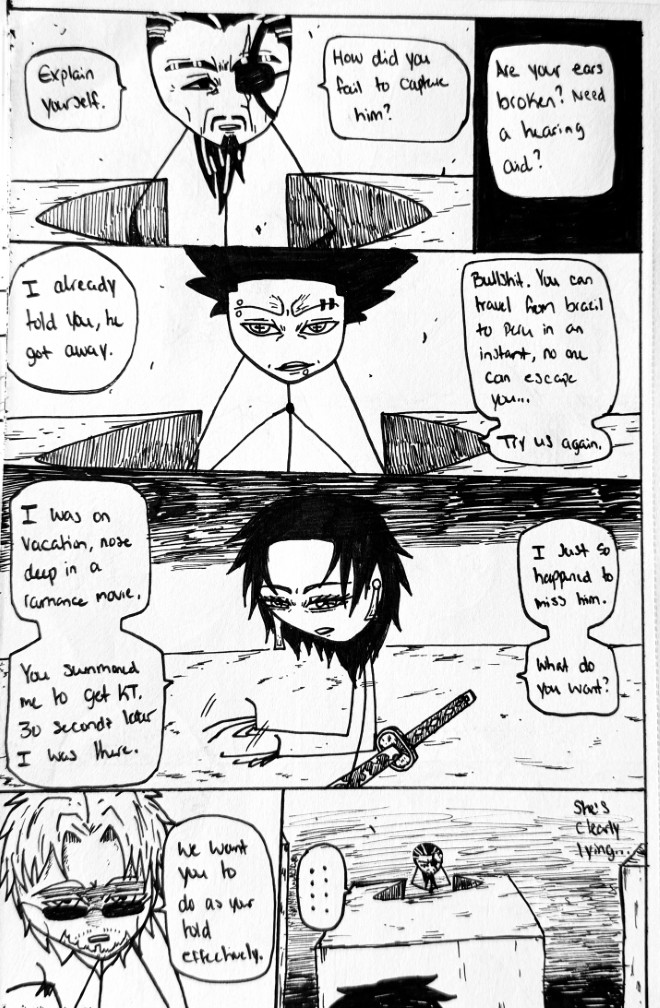 Explain
yourself.
How did you
fail to capture
him?
Are your ears
broken? Need
a hearing
aid?
I already
told you, he
got away.
Bullshit. You can
travel from brazil
to Peru in an
instant, no one
can escape
you...
Try us again.
I was on
vacation, nose
deep in a
romance movie.
You summoned
me to get KT.
30 seconds later
I was there.
I Just so
happened to
miss him.
What do
you want?
We want
you to
do as your
told
effectively.
She's
clearly
lying...